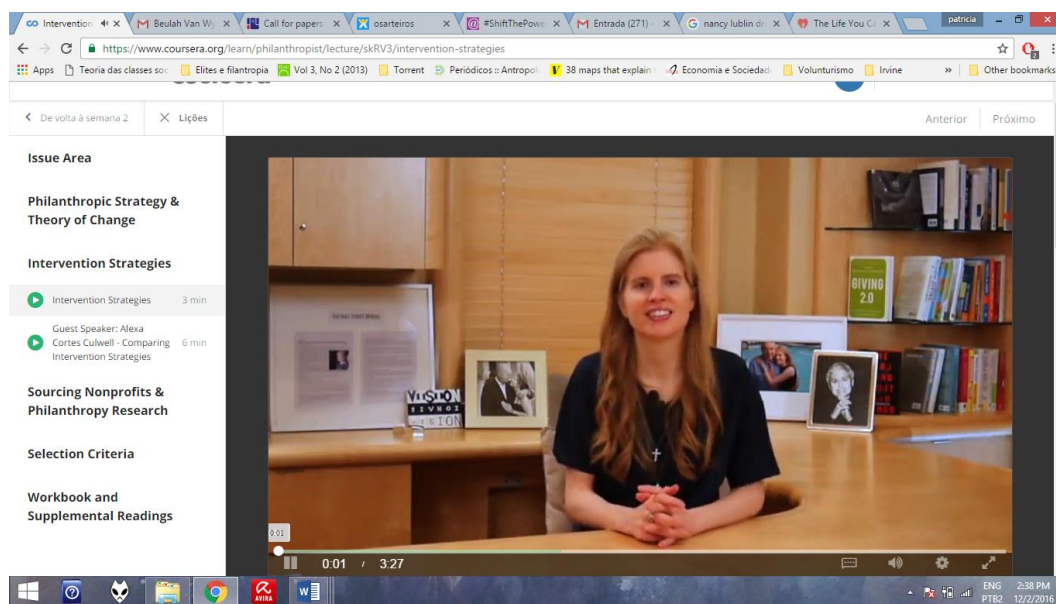 Intervention
Beulah Van Wy
Call for papers
osarteiros
#ShiftThePowe
Entrada (271) -
nancy lublin dr
The Life You C
patricia
https://www.coursera.org/learn/philanthropist/lecture/skRV3/intervention-strategies
Apps
Teoria das classes soc
Elites e filantropia
Vol 3, No 2 (2013)
Torrent
Periódicos :: Antropol
38 maps that explain
Economia e Sociedad
Volunturismo
Irvine
»
Other bookmarks
De volta à semana 2
Lições
Anterior
Próximo
Issue Area
Philanthropic Strategy &
Theory of Change
Intervention Strategies
Intervention Strategies 3 min
Guest Speaker: Alexa
Cortes Culwell - Comparing 6 min
Intervention Strategies
Sourcing Nonprofits &
Philanthropy Research
Selection Criteria
Workbook and
Supplemental Readings
GIVING
2.0
VISION
0:01
0:01 / 3:27
AVIRA
ENG
PTB2
2:38 PM
12/2/2016